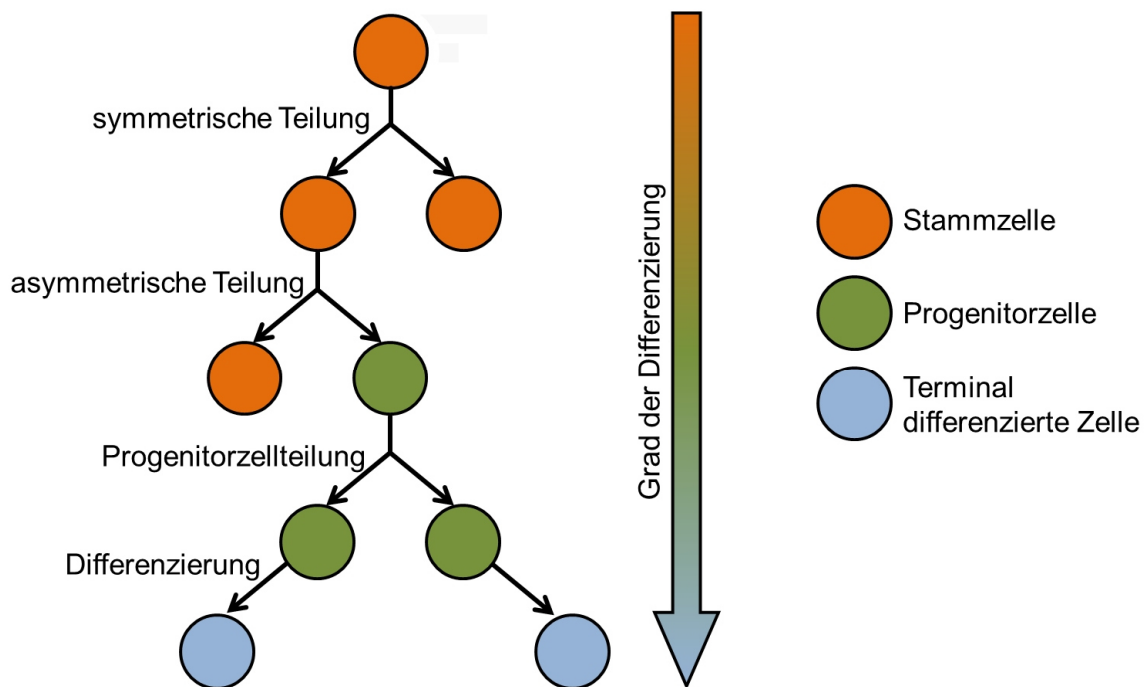 symmetrische Teilung
asymmetrische Teilung
Progenitorzellteilung
Differenzierung
Grad der Differenzierung
Stammzelle
Progenitorzelle
Terminal
differenzierte Zelle